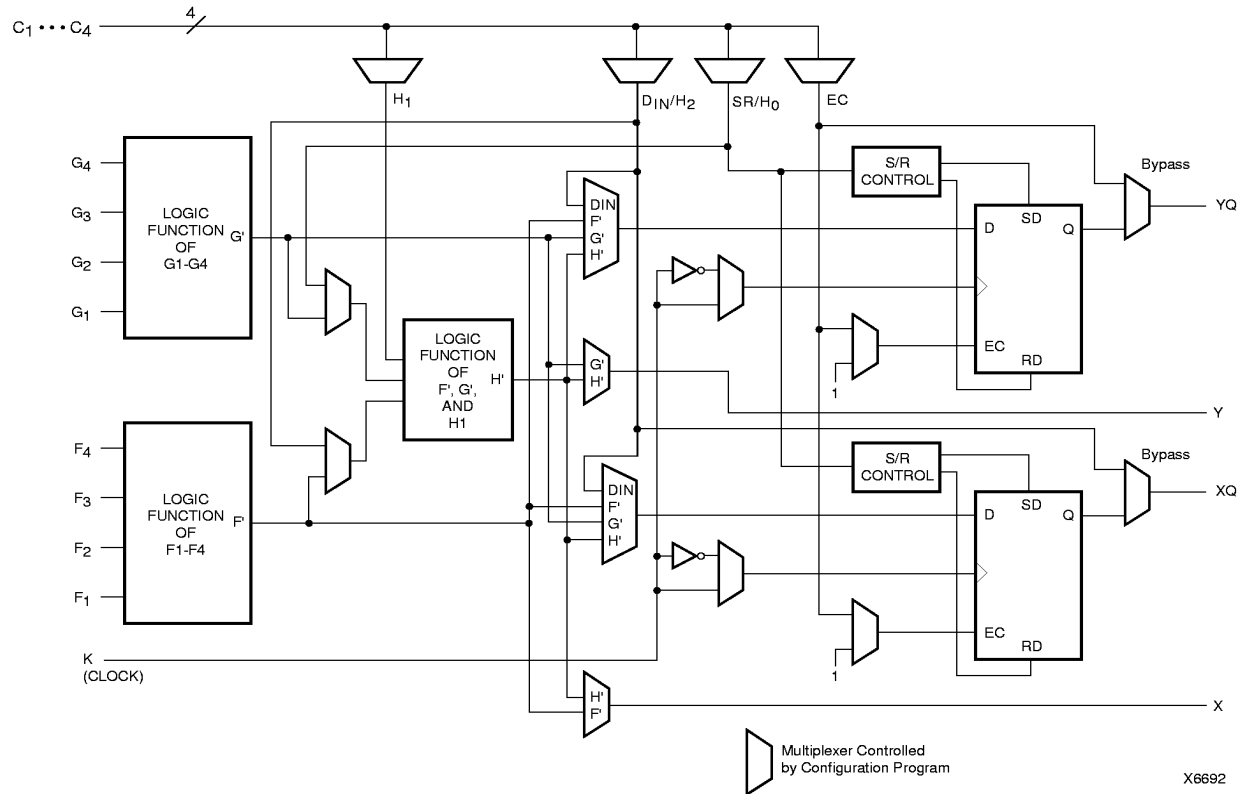 C1 • • • C4
4
H1
DIN/H2
SR/H0
EC
G4
G3
G2
G1
LOGIC
FUNCTION
OF
G1-G4
G'
DIN
F'
G'
H'
S/R
CONTROL
Bypass
SD
D
Q
YQ
EC
RD
1
LOGIC
FUNCTION
OF
F', G',
AND
H1
H'
G'
H'
Y
F4
F3
F2
F1
LOGIC
FUNCTION
OF
F1-F4
F'
DIN
F'
G'
H'
S/R
CONTROL
Bypass
SD
D
Q
XQ
EC
RD
1
K
(CLOCK)
H'
F'
X
Multiplexer Controlled
by Configuration Program
X6692